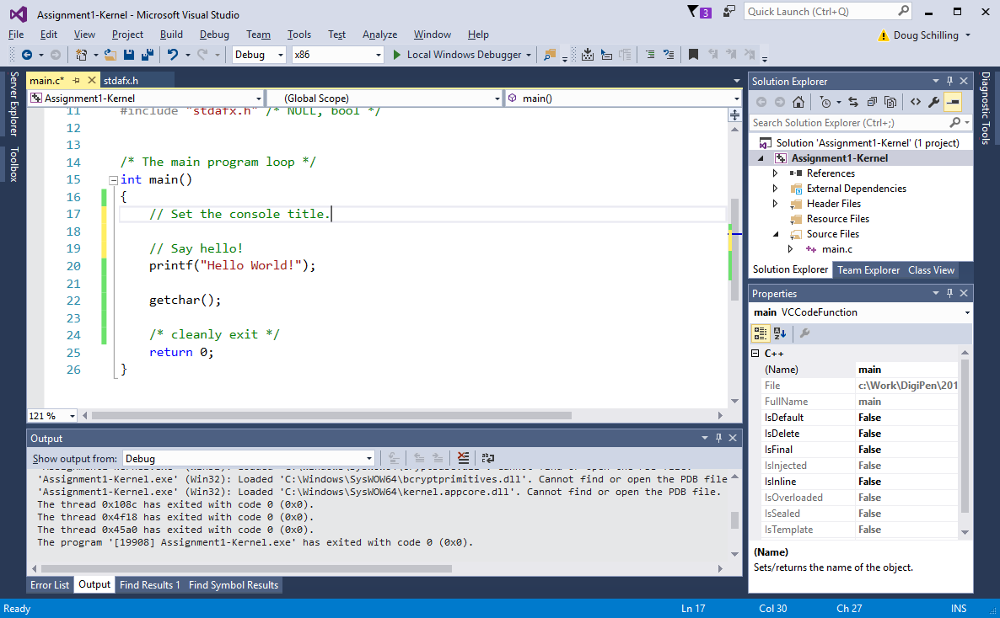 Assignment1-Kernel - Microsoft Visual Studio
3
Quick Launch (Ctrl+Q)
File Edit View Project Build Debug Team Tools Test Analyze Window Help
Doug Schilling
Debug x86 Local Windows Debugger
Server Explorer
Toolbox
main.c* stdafx.h
Assignment1-Kernel (Global Scope) main()
11 #include "stdafx.h" /* NULL, bool */
12
13
14 /* The main program loop */
15 int main()
16 {
17 // Set the console title.
18
19 // Say hello!
20 printf("Hello World!");
21
22 getchar();
23
24 /* cleanly exit */
25 return 0;
26 }
121 %
Output
Show output from: Debug
'Assignment1-Kernel.exe' (Win32): Loaded 'C:\Windows\SysWOW64\bcryptprimitives.dll'. Cannot find or open the PDB file
'Assignment1-Kernel.exe' (Win32): Loaded 'C:\Windows\SysWOW64\kernel.appcore.dll'. Cannot find or open the PDB file.
The thread 0x108c has exited with code 0 (0x0).
The thread 0x4f18 has exited with code 0 (0x0).
The thread 0x45a0 has exited with code 0 (0x0).
The program '[19908] Assignment1-Kernel.exe' has exited with code 0 (0x0).
Error List Output Find Results 1 Find Symbol Results
Solution Explorer
Search Solution Explorer (Ctrl+;)
Solution 'Assignment1-Kernel' (1 project)
Assignment1-Kernel
References
External Dependencies
Header Files
Resource Files
Source Files
main.c
Solution Explorer Team Explorer Class View
Properties
main VCCodeFunction
C++
(Name) main
File c:\Work\DigiPen\201
FullName main
IsDefault False
IsDelete False
IsFinal False
IsInjected False
IsInline False
IsOverloaded False
IsSealed False
IsTemplate False
(Name)
Sets/returns the name of the object.
Diagnostic Tools
Ready Ln 17 Col 30 Ch 27 INS